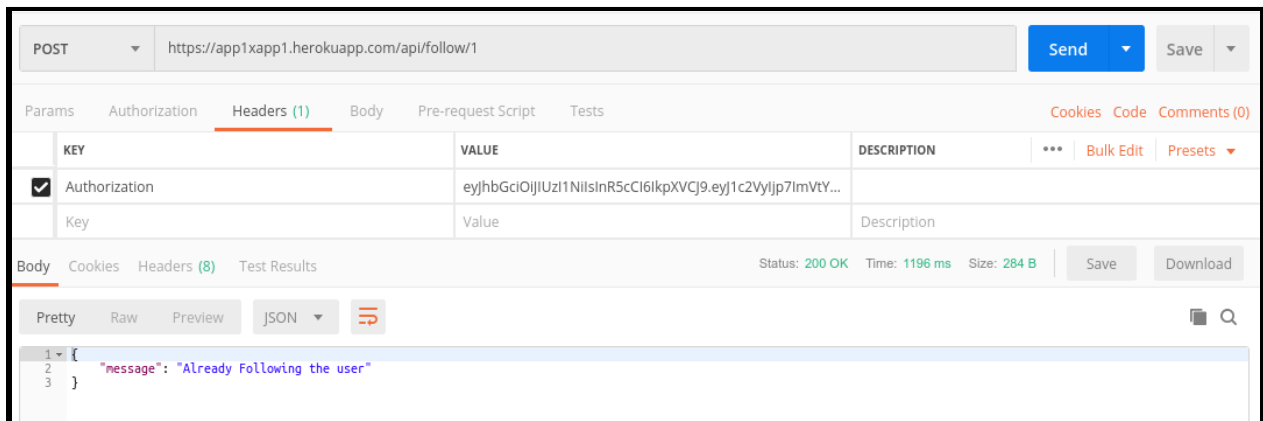 POST https://app1xapp1.herokuapp.com/api/follow/1 Send Save
Params Authorization Headers (1) Body Pre-request Script Tests Cookies Code Comments (0)
KEY VALUE DESCRIPTION ••• Bulk Edit Presets
Authorization eyJhbGciOiJIUzI1NiIsInR5cCI6IkpXVCJ9.eyJ1c2VyIjp7ImVtY...
Key Value Description
Body Cookies Headers (8) Test Results Status: 200 OK Time: 1196 ms Size: 284 B Save Download
Pretty Raw Preview JSON
1 {
2 "message": "Already Following the user"
3 }